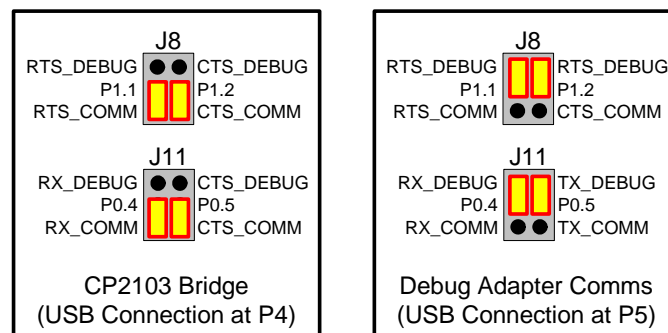 J8
RTS_DEBUG CTS_DEBUG
P1.1 P1.2
RTS_COMM CTS_COMM
J11
RX_DEBUG CTS_DEBUG
P0.4 P0.5
RX_COMM CTS_COMM
CP2103 Bridge
(USB Connection at P4)
J8
RTS_DEBUG RTS_DEBUG
P1.1 P1.2
RTS_COMM CTS_COMM
J11
RX_DEBUG TX_DEBUG
P0.4 P0.5
RX_COMM TX_COMM
Debug Adapter Comms
(USB Connection at P5)